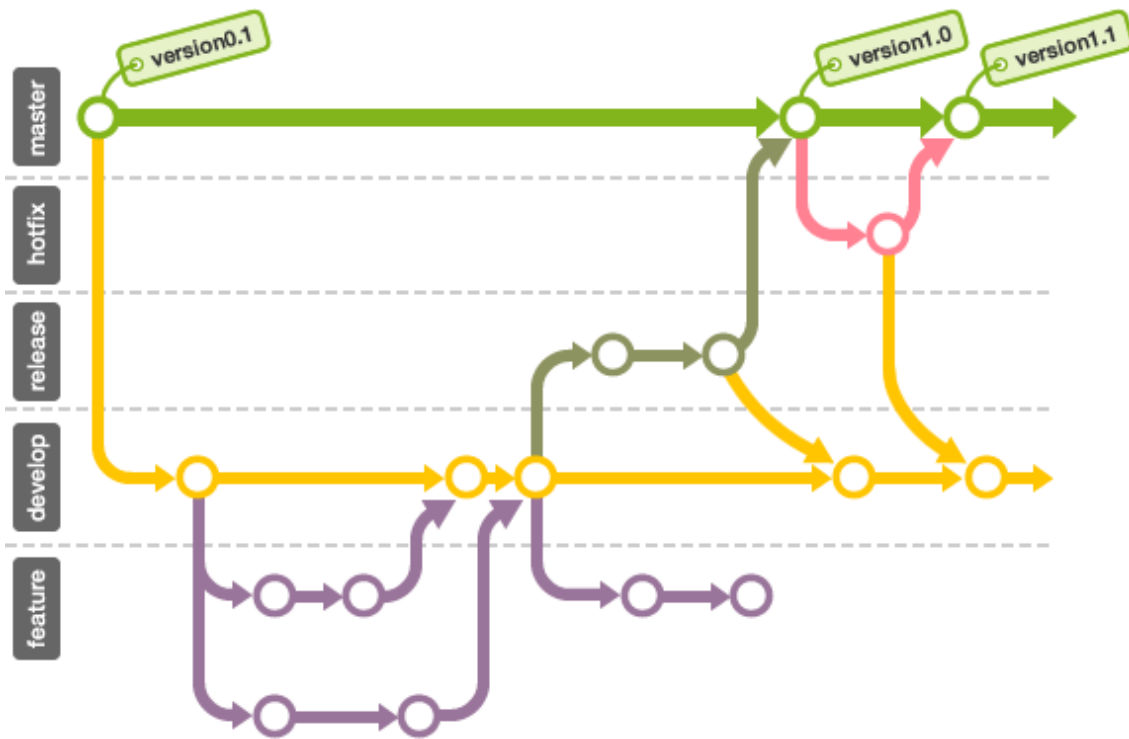 version0.1
version1.0
version1.1
master
hotfix
release
develop
feature